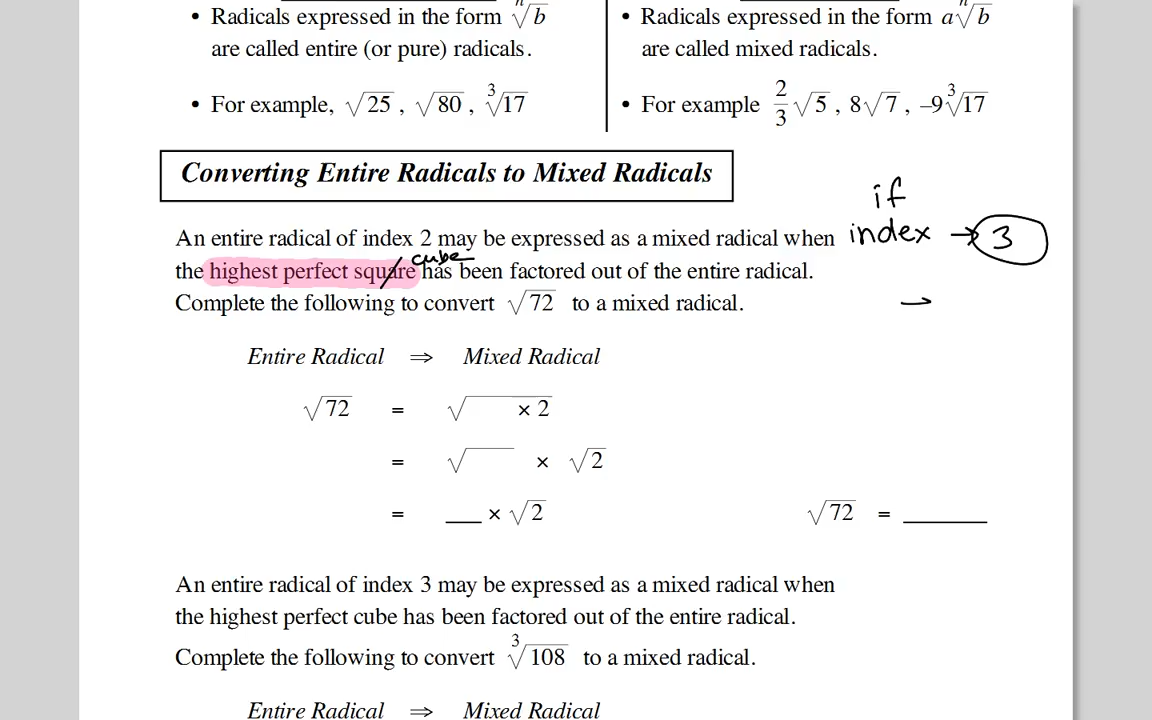 • Radicals expressed in the form ⁿ√b
are called entire (or pure) radicals.
• For example, √25 , √80 , ³√17
• Radicals expressed in the form a ⁿ√b
are called mixed radicals.
• For example 2/3 √5 , 8√7 , –9 ³√17
Converting Entire Radicals to Mixed Radicals
if
index → 3
An entire radical of index 2 may be expressed as a mixed radical when
cube
the highest perfect square has been factored out of the entire radical.
Complete the following to convert √72 to a mixed radical.
→
Entire Radical ⇒ Mixed Radical
√72 = √ × 2
= √ × √2
= ___ × √2
√72 = _______
An entire radical of index 3 may be expressed as a mixed radical when
the highest perfect cube has been factored out of the entire radical.
Complete the following to convert ³√108 to a mixed radical.
Entire Radical ⇒ Mixed Radical